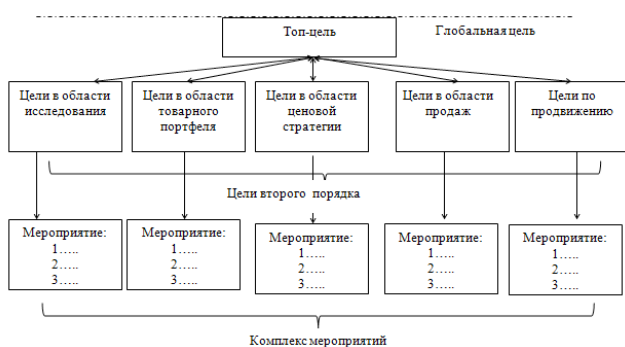 Топ-цель
Глобальная цель
Цели в области
исследования
Цели в области
товарного
портфеля
Цели в области
ценовой
стратегии
Цели в области
продаж
Цели по
продвижению
Цели второго порядка
Мероприятие:
1…..
2…..
3…..
Мероприятие:
1…..
2…..
3…..
Мероприятие:
1…..
2…..
3…..
Мероприятие:
1…..
2…..
3…..
Мероприятие:
1…..
2…..
3…..
Комплекс мероприятий